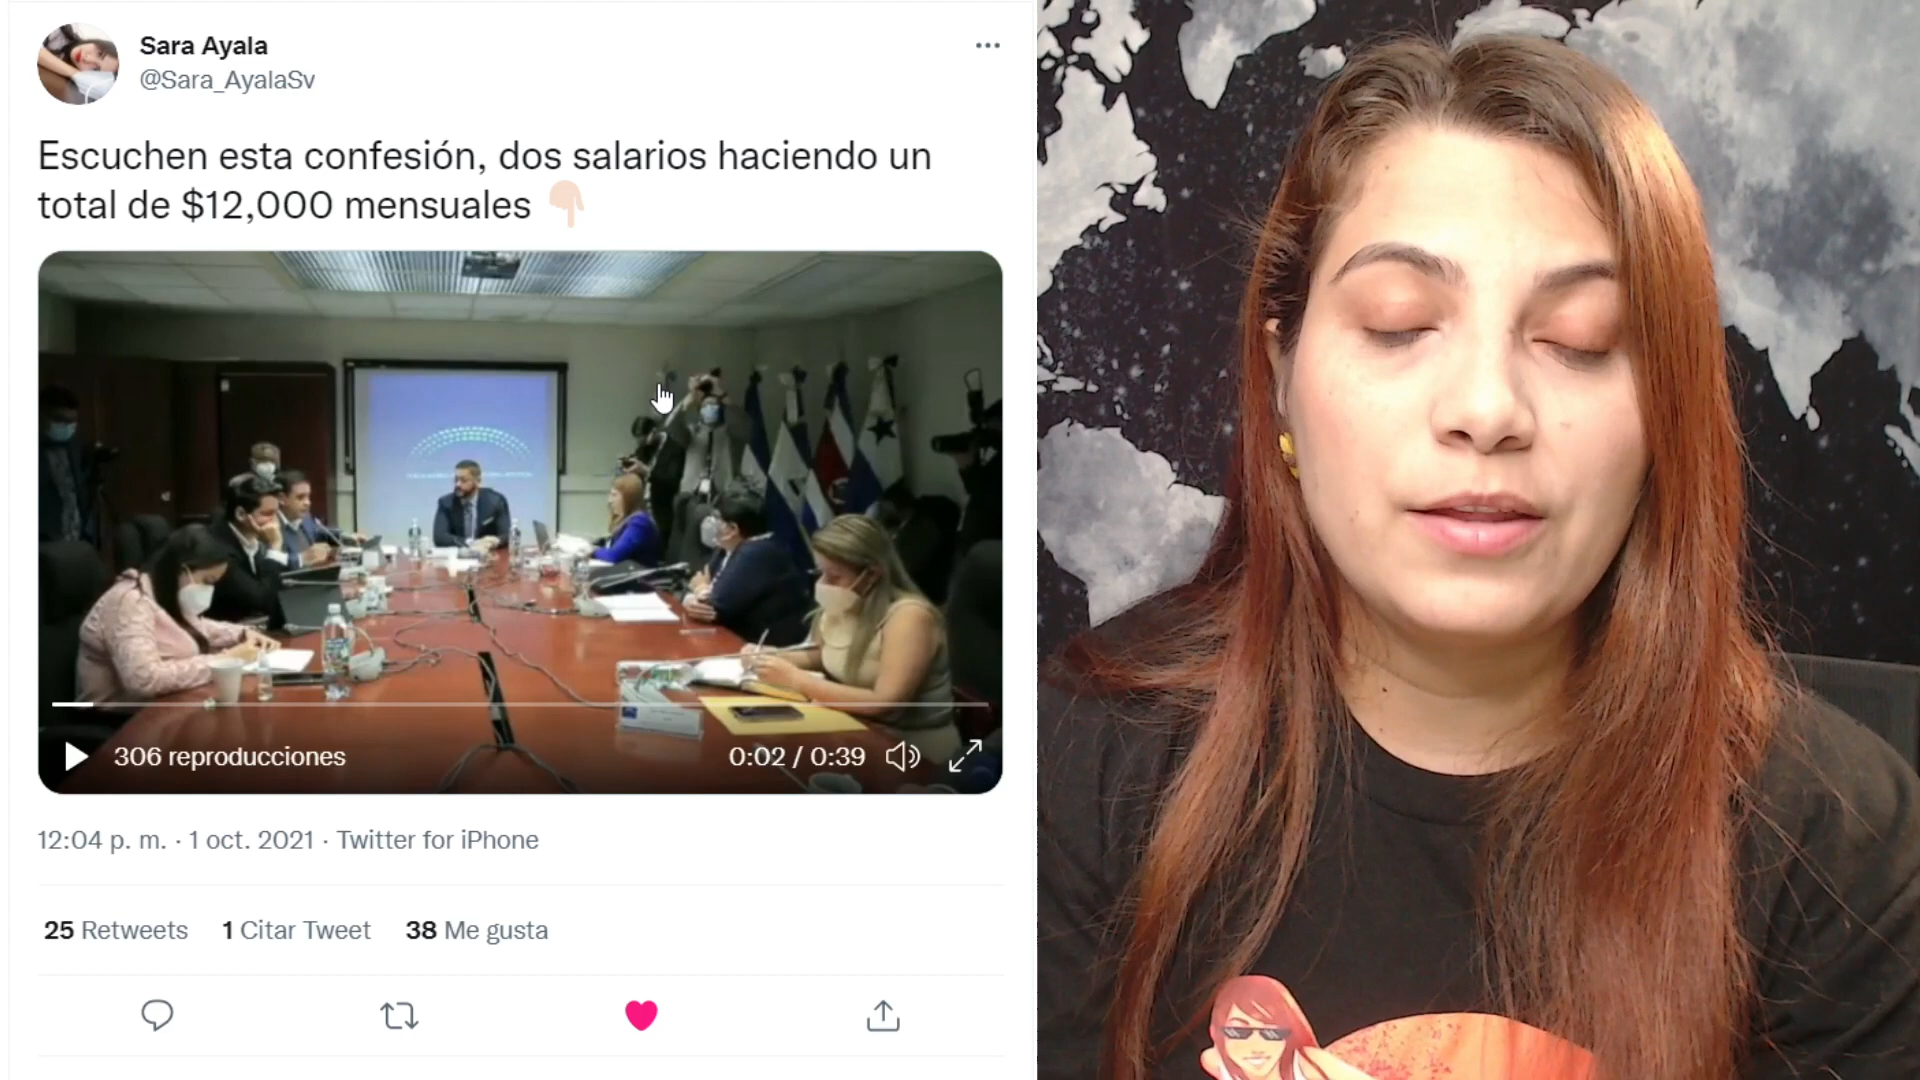 Sara Ayala
@Sara_AyalaSv
Escuchen esta confesión, dos salarios haciendo un
total de $12,000 mensuales
306 reproducciones
0:02 / 0:39
12:04 p. m. · 1 oct. 2021 · Twitter for iPhone
25 Retweets 1 Citar Tweet 38 Me gusta